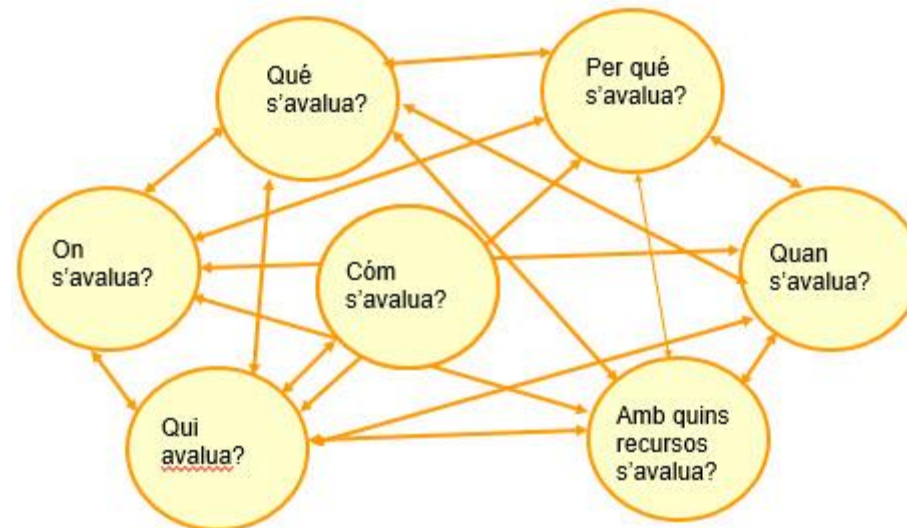 Qué
s’avalua?
Per qué
s’avalua?
On
s’avalua?
Cóm
s’avalua?
Quan
s’avalua?
Qui
avalua?
Amb quins
recursos
s’avalua?